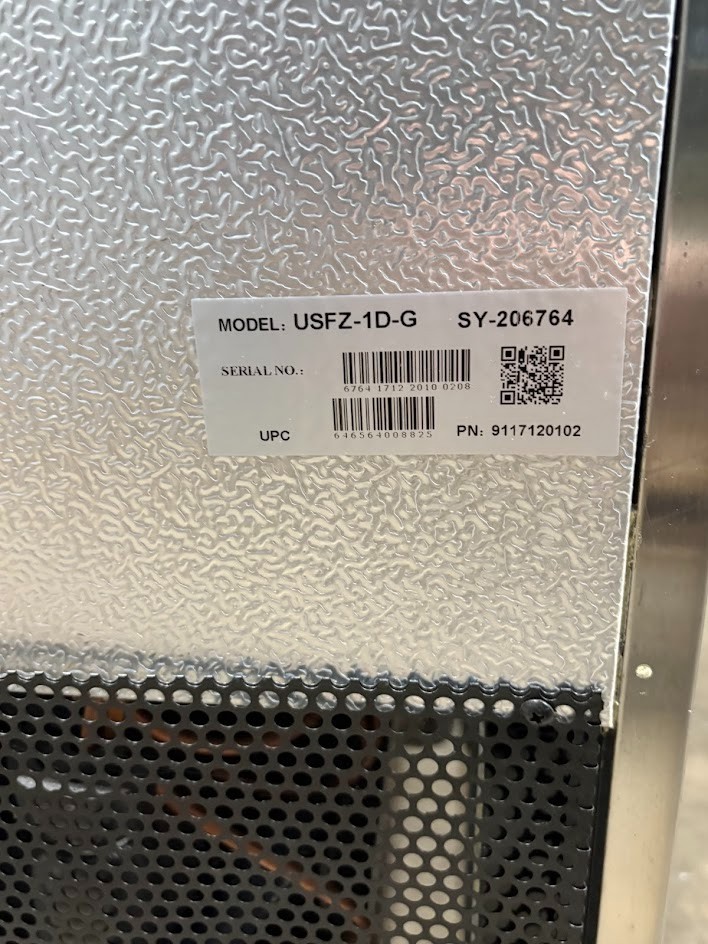 MODEL: USFZ-1D-G SY-206764
SERIAL NO.:
6764 1712 2010 0208
UPC 646564008825 PN: 9117120102